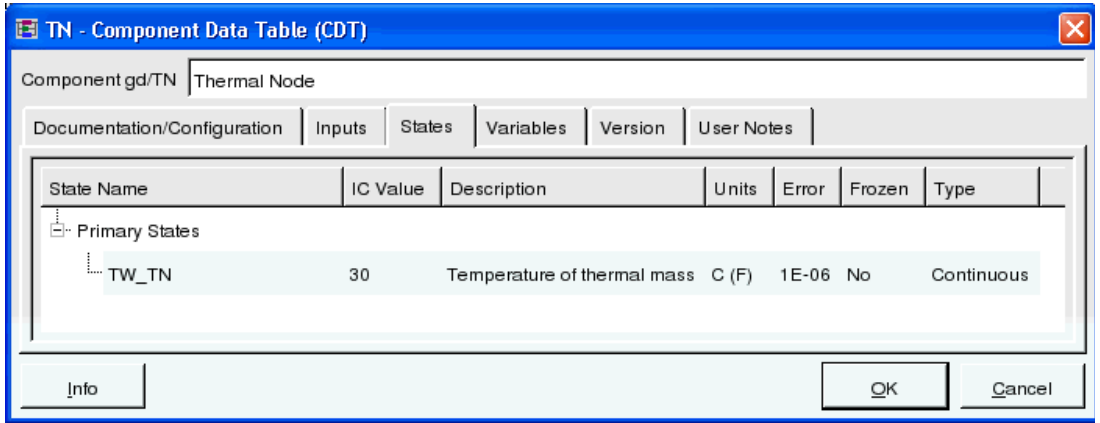 TN - Component Data Table (CDT)
Component gd/TN Thermal Node
Documentation/Configuration Inputs States Variables Version User Notes
State Name IC Value Description Units Error Frozen Type
Primary States
TW_TN 30 Temperature of thermal mass C (F) 1E-06 No Continuous
Info OK Cancel